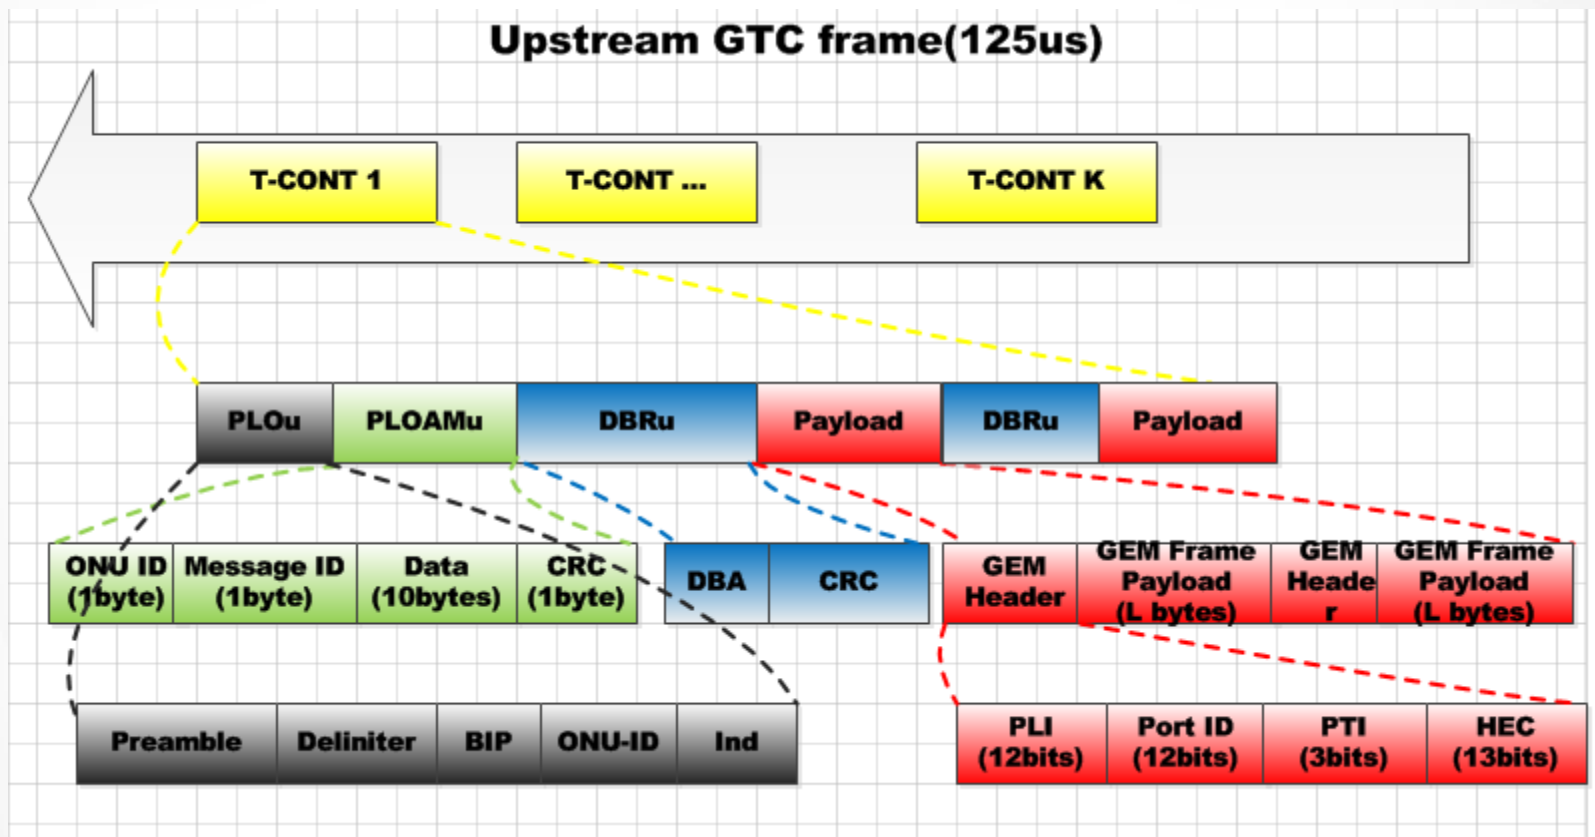 Upstream GTC frame(125us)
T-CONT 1
T-CONT ...
T-CONT K
PLOu
PLOAMu
DBRu
Payload
DBRu
Payload
ONU ID
(1byte)
Message ID
(1byte)
Data
(10bytes)
CRC
(1byte)
DBA
CRC
GEM
Header
GEM Frame
Payload
(L bytes)
GEM
Heade
r
GEM Frame
Payload
(L bytes)
Preamble
Deliniter
BIP
ONU-ID
Ind
PLI
(12bits)
Port ID
(12bits)
PTI
(3bits)
HEC
(13bits)